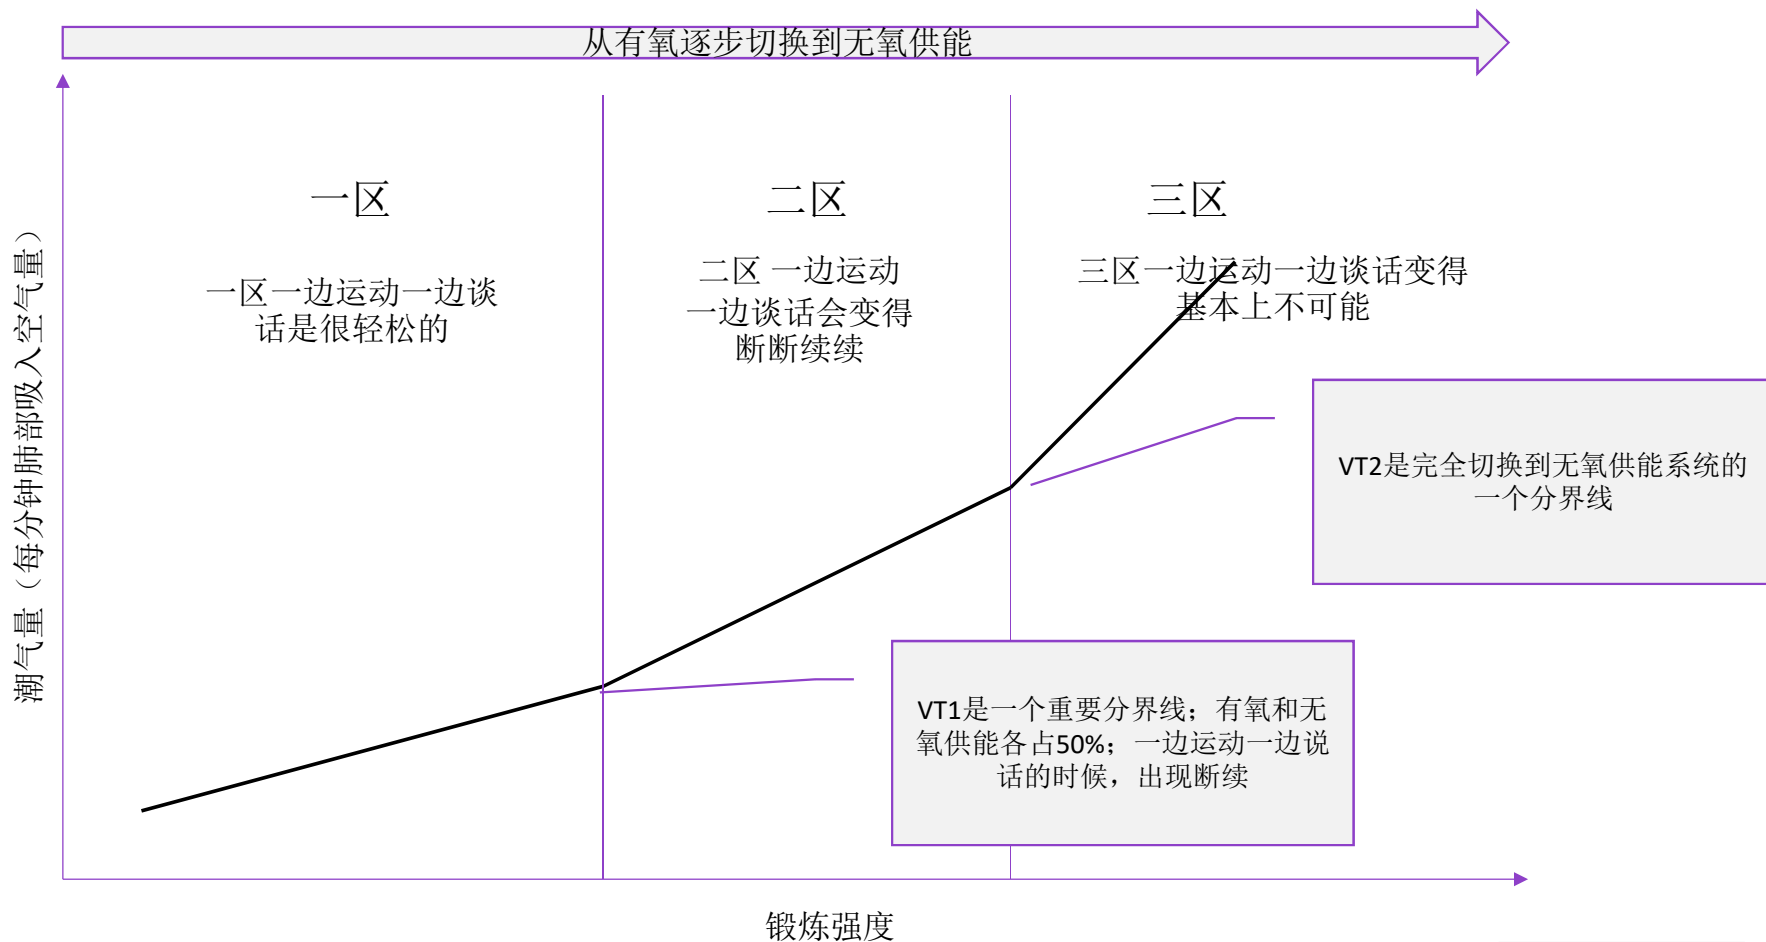 从有氧逐步切换到无氧供能
一区
二区
三区
一区一边运动一边谈
话是很轻松的
二区 一边运动
一边谈话会变得
断断续续
三区一边运动一边谈话变得
基本上不可能
潮气量（每分钟肺部吸入空气量）
VT2是完全切换到无氧供能系统的
一个分界线
VT1是一个重要分界线；有氧和无
氧供能各占50%；一边运动一边说
话的时候，出现断续
锻炼强度